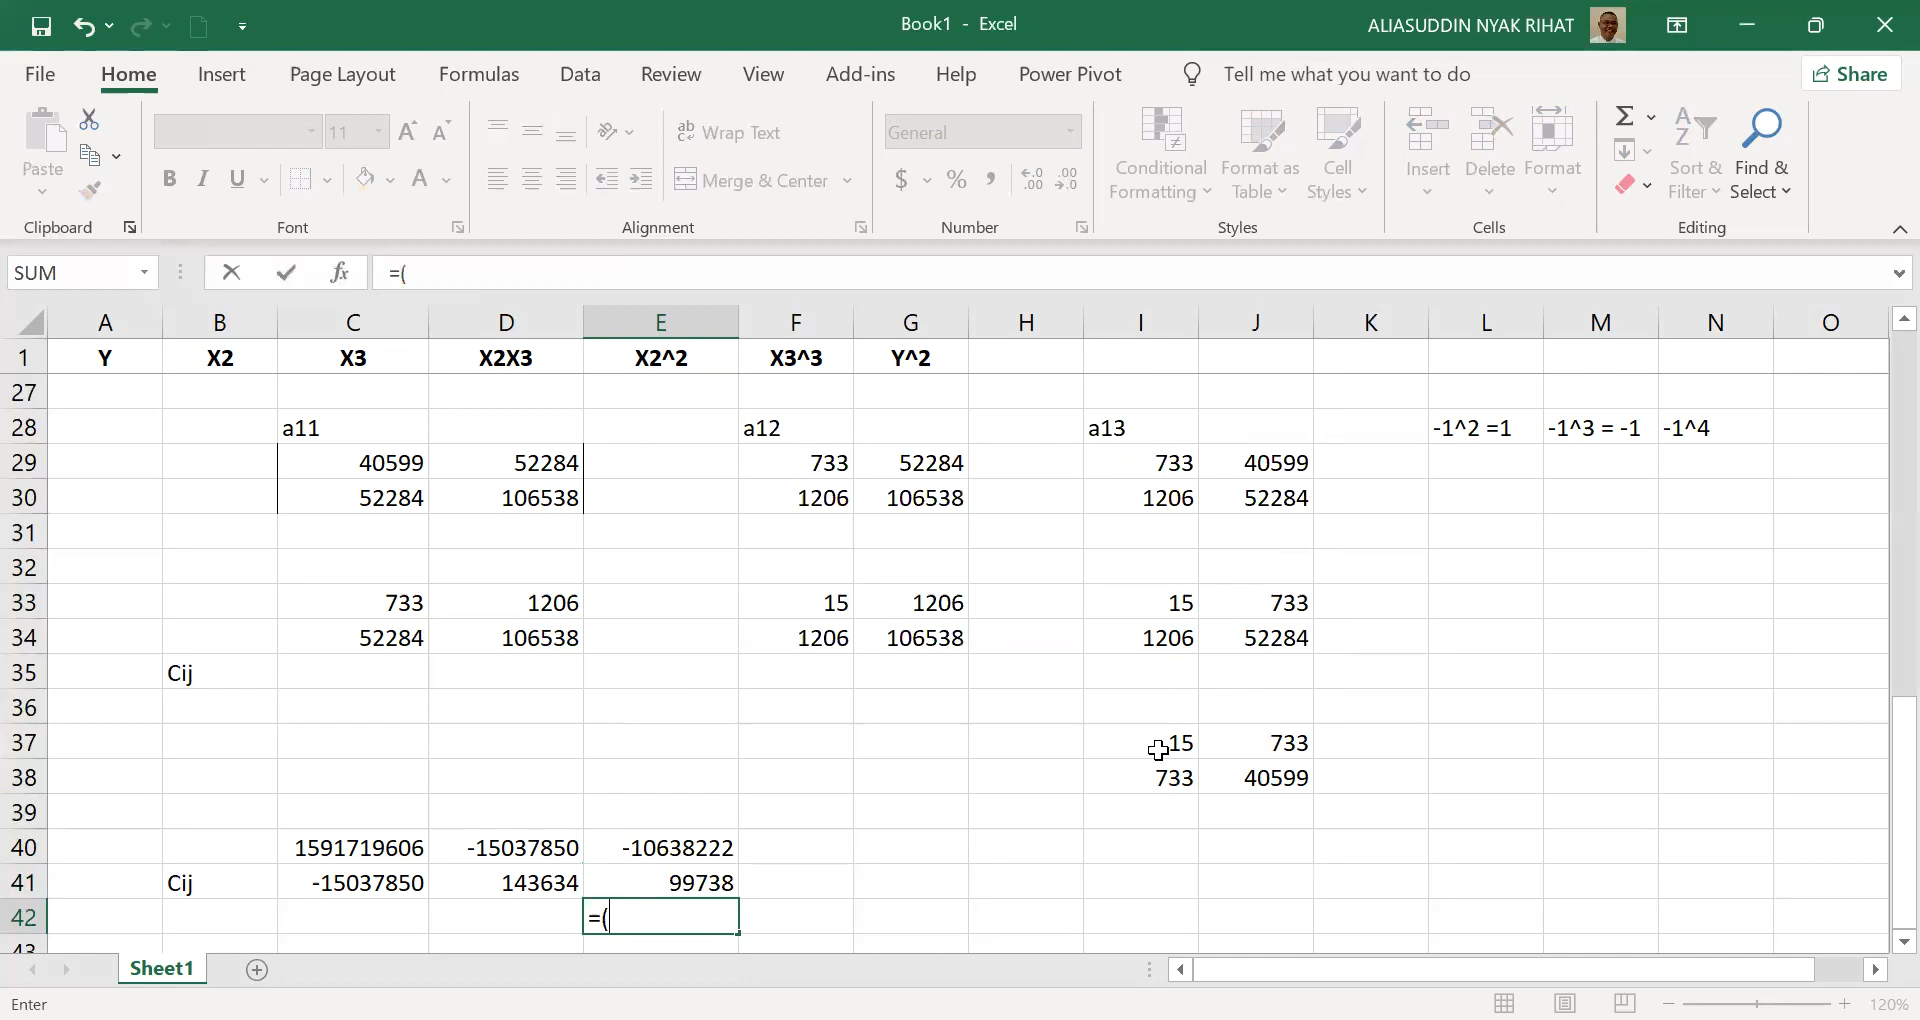 Book1 - Excel
ALIASUDDIN NYAK RIHAT
File Home Insert Page Layout Formulas Data Review View Add-ins Help Power Pivot Tell me what you want to do Share
Paste
11
General
ab Wrap Text
Merge & Center
Conditional Formatting
Format as Table
Cell Styles
Insert Delete Format
Sort & Filter
Find & Select
Clipboard Font Alignment Number Styles Cells Editing
SUM fx =(
A B C D E F G H I J K L M N O
1 Y X2 X3 X2X3 X2^2 X3^3 Y^2
27
28 a11 a12 a13 -1^2 =1 -1^3 = -1 -1^4
29 40599 52284 733 52284 733 40599
30 52284 106538 1206 106538 1206 52284
31
32
33 733 1206 15 1206 15 733
34 52284 106538 1206 106538 1206 52284
35 Cij
36
37 15 733
38 733 40599
39
40 1591719606 -15037850 -10638222
41 Cij -15037850 143634 99738
42 =(
43
Sheet1
Enter
120%